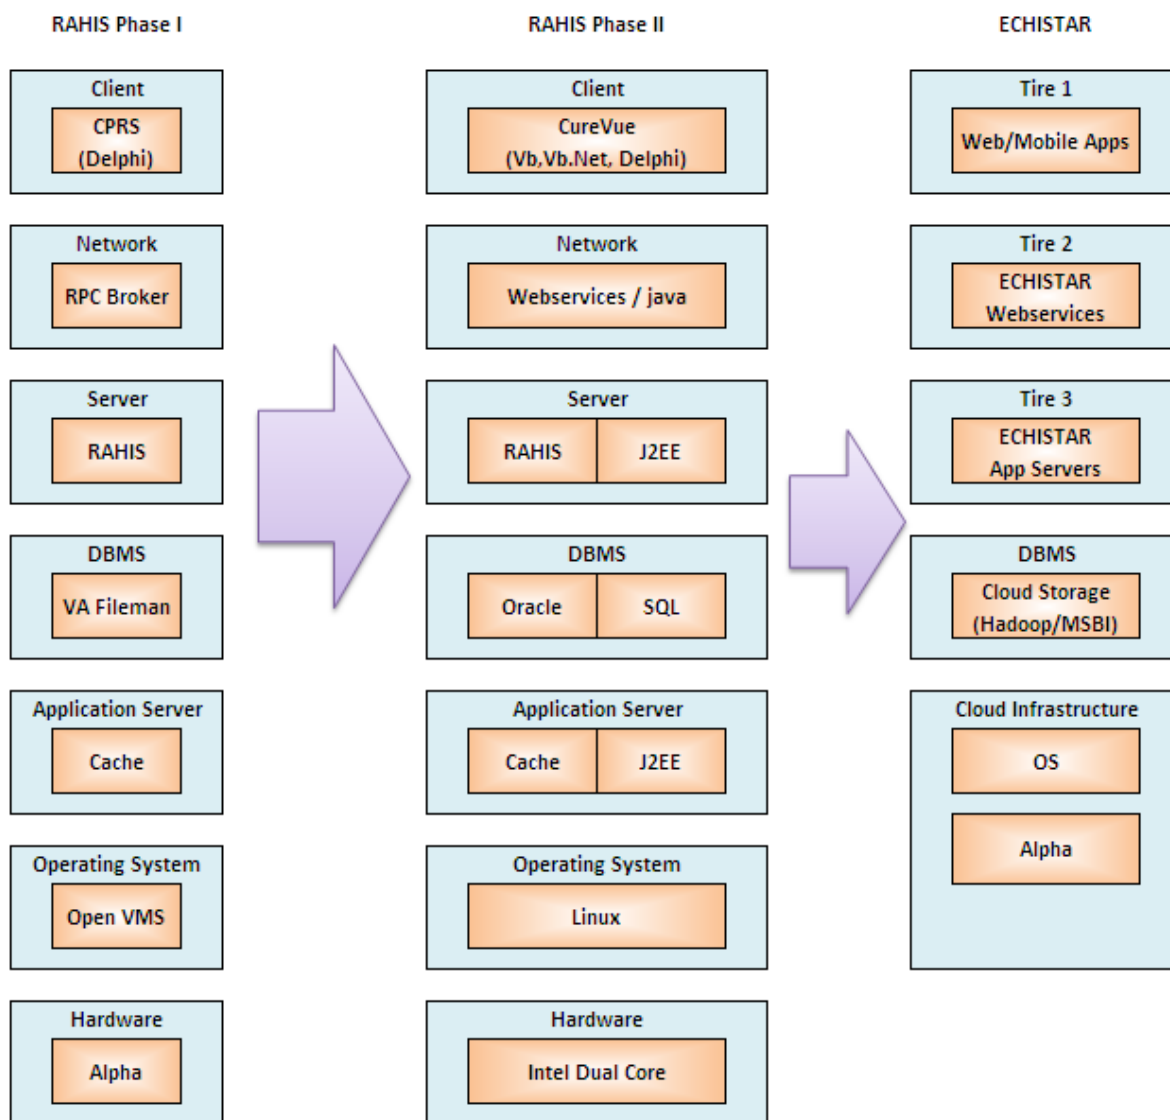 RAHIS Phase I
Client
CPRS
(Delphi)
Network
RPC Broker
Server
RAHIS
DBMS
VA Fileman
Application Server
Cache
Operating System
Open VMS
Hardware
Alpha
RAHIS Phase II
Client
CureVue
(Vb,Vb.Net, Delphi)
Network
Webservices / java
Server
RAHIS
J2EE
DBMS
Oracle
SQL
Application Server
Cache
J2EE
Operating System
Linux
Hardware
Intel Dual Core
ECHISTAR
Tire 1
Web/Mobile Apps
Tire 2
ECHISTAR
Webservices
Tire 3
ECHISTAR
App Servers
DBMS
Cloud Storage
(Hadoop/MSBI)
Cloud Infrastructure
OS
Alpha